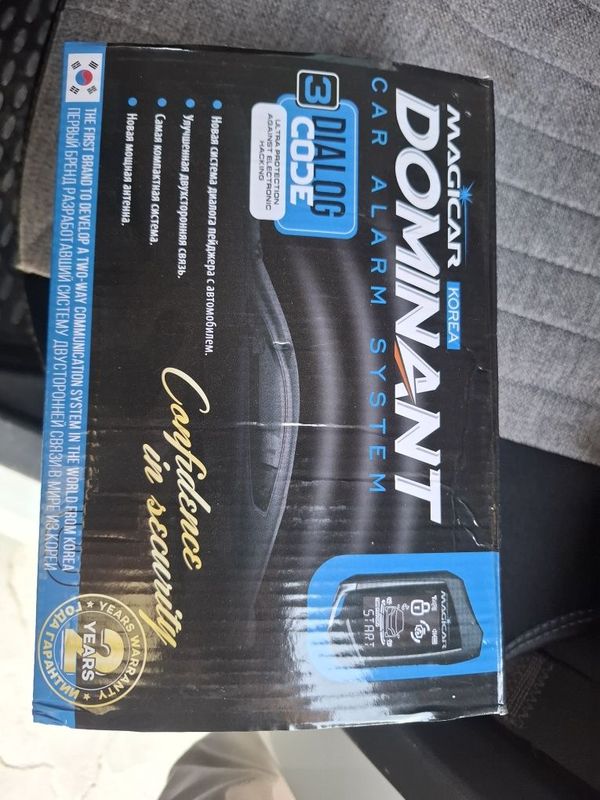 MAGICAR KOREA
DOMINANT
CAR ALARM SYSTEM
3 DIALOG
CODE
ULTRA PROTECTION
AGAINST ELECTRONIC
HACKING
• Новая система диалога пейджера с автомобилем.
• Улучшенная двухсторонняя связь.
• Самая компактная система.
• Новая мощная антенна.
Confidence
in security
MAGICAR
START
THE FIRST BRAND TO DEVELOP A TWO-WAY COMMUNICATION SYSTEM IN THE WORLD FROM KOREA
ПЕРВЫЙ БРЕНД РАЗРАБОТАВШИЙ СИСТЕМУ ДВУСТОРОННЕЙ СВЯЗИ В МИРЕ ИЗ КОРЕИ
YEARS WARRANTY
2
YEARS
ГОДА ГАРАНТИИ